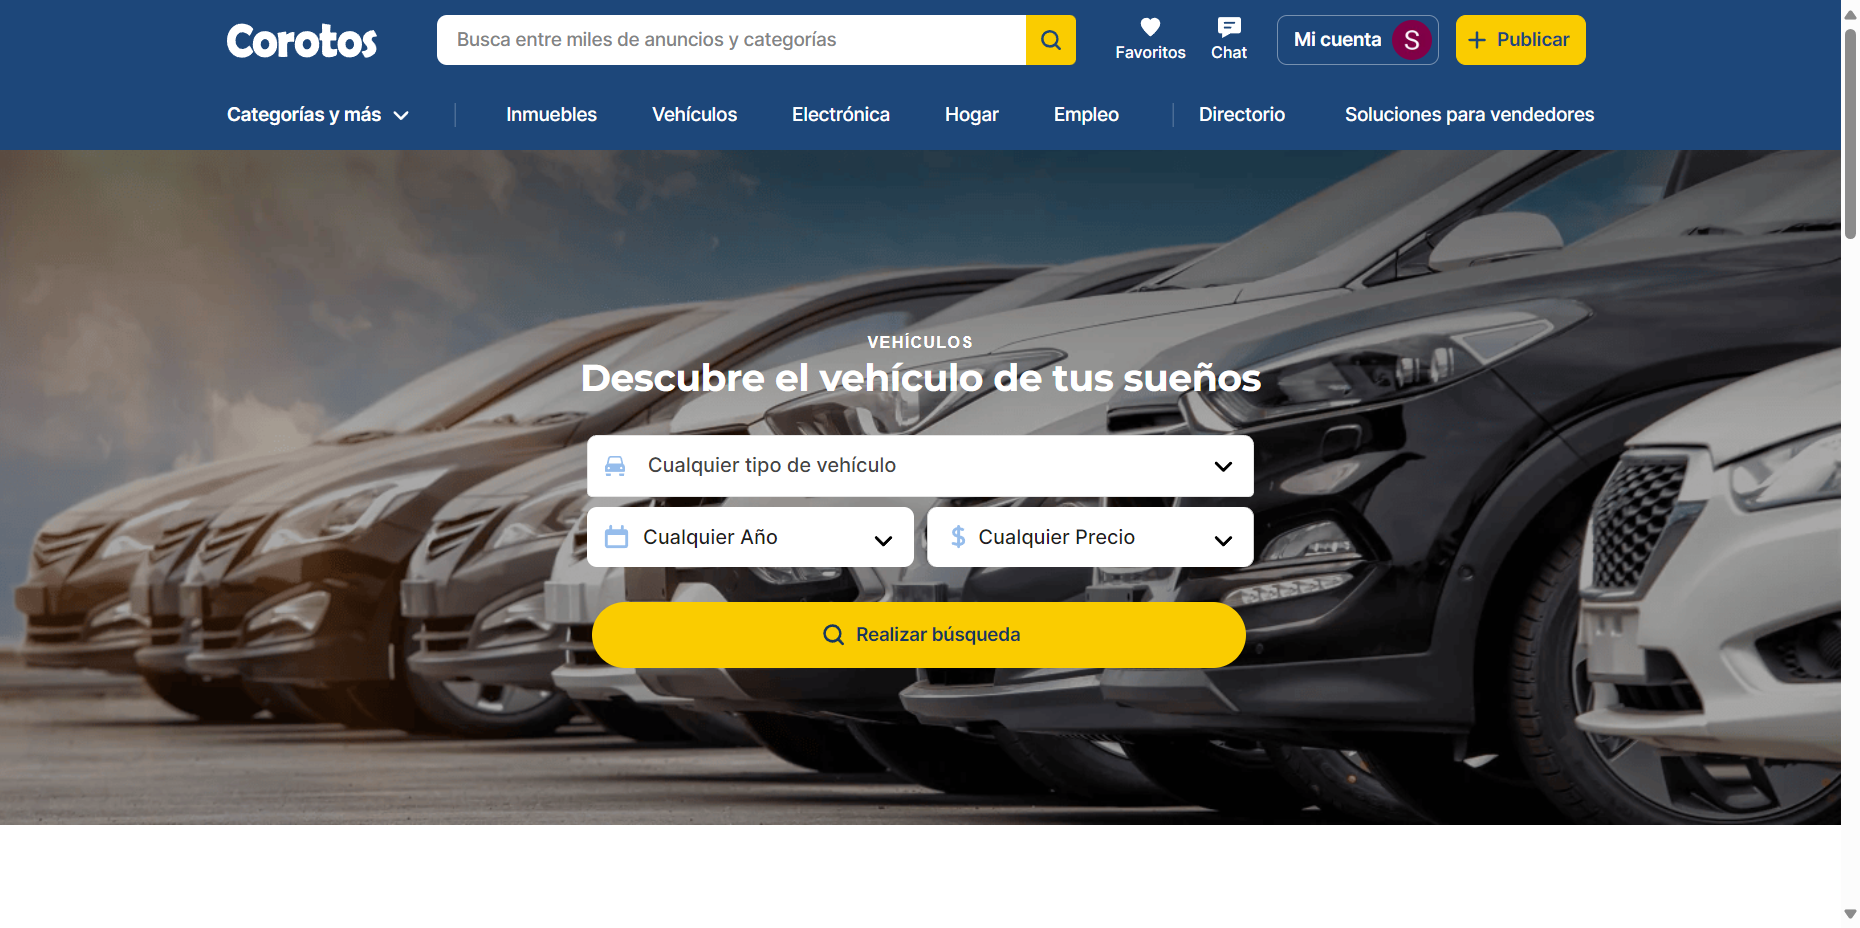 Corotos
Busca entre miles de anuncios y categorías
Favoritos
Chat
Mi cuenta
S
Publicar
Categorías y más
Inmuebles
Vehículos
Electrónica
Hogar
Empleo
Directorio
Soluciones para vendedores
VEHÍCULOS
Descubre el vehículo de tus sueños
Cualquier tipo de vehículo
Cualquier Año
$ Cualquier Precio
Realizar búsqueda